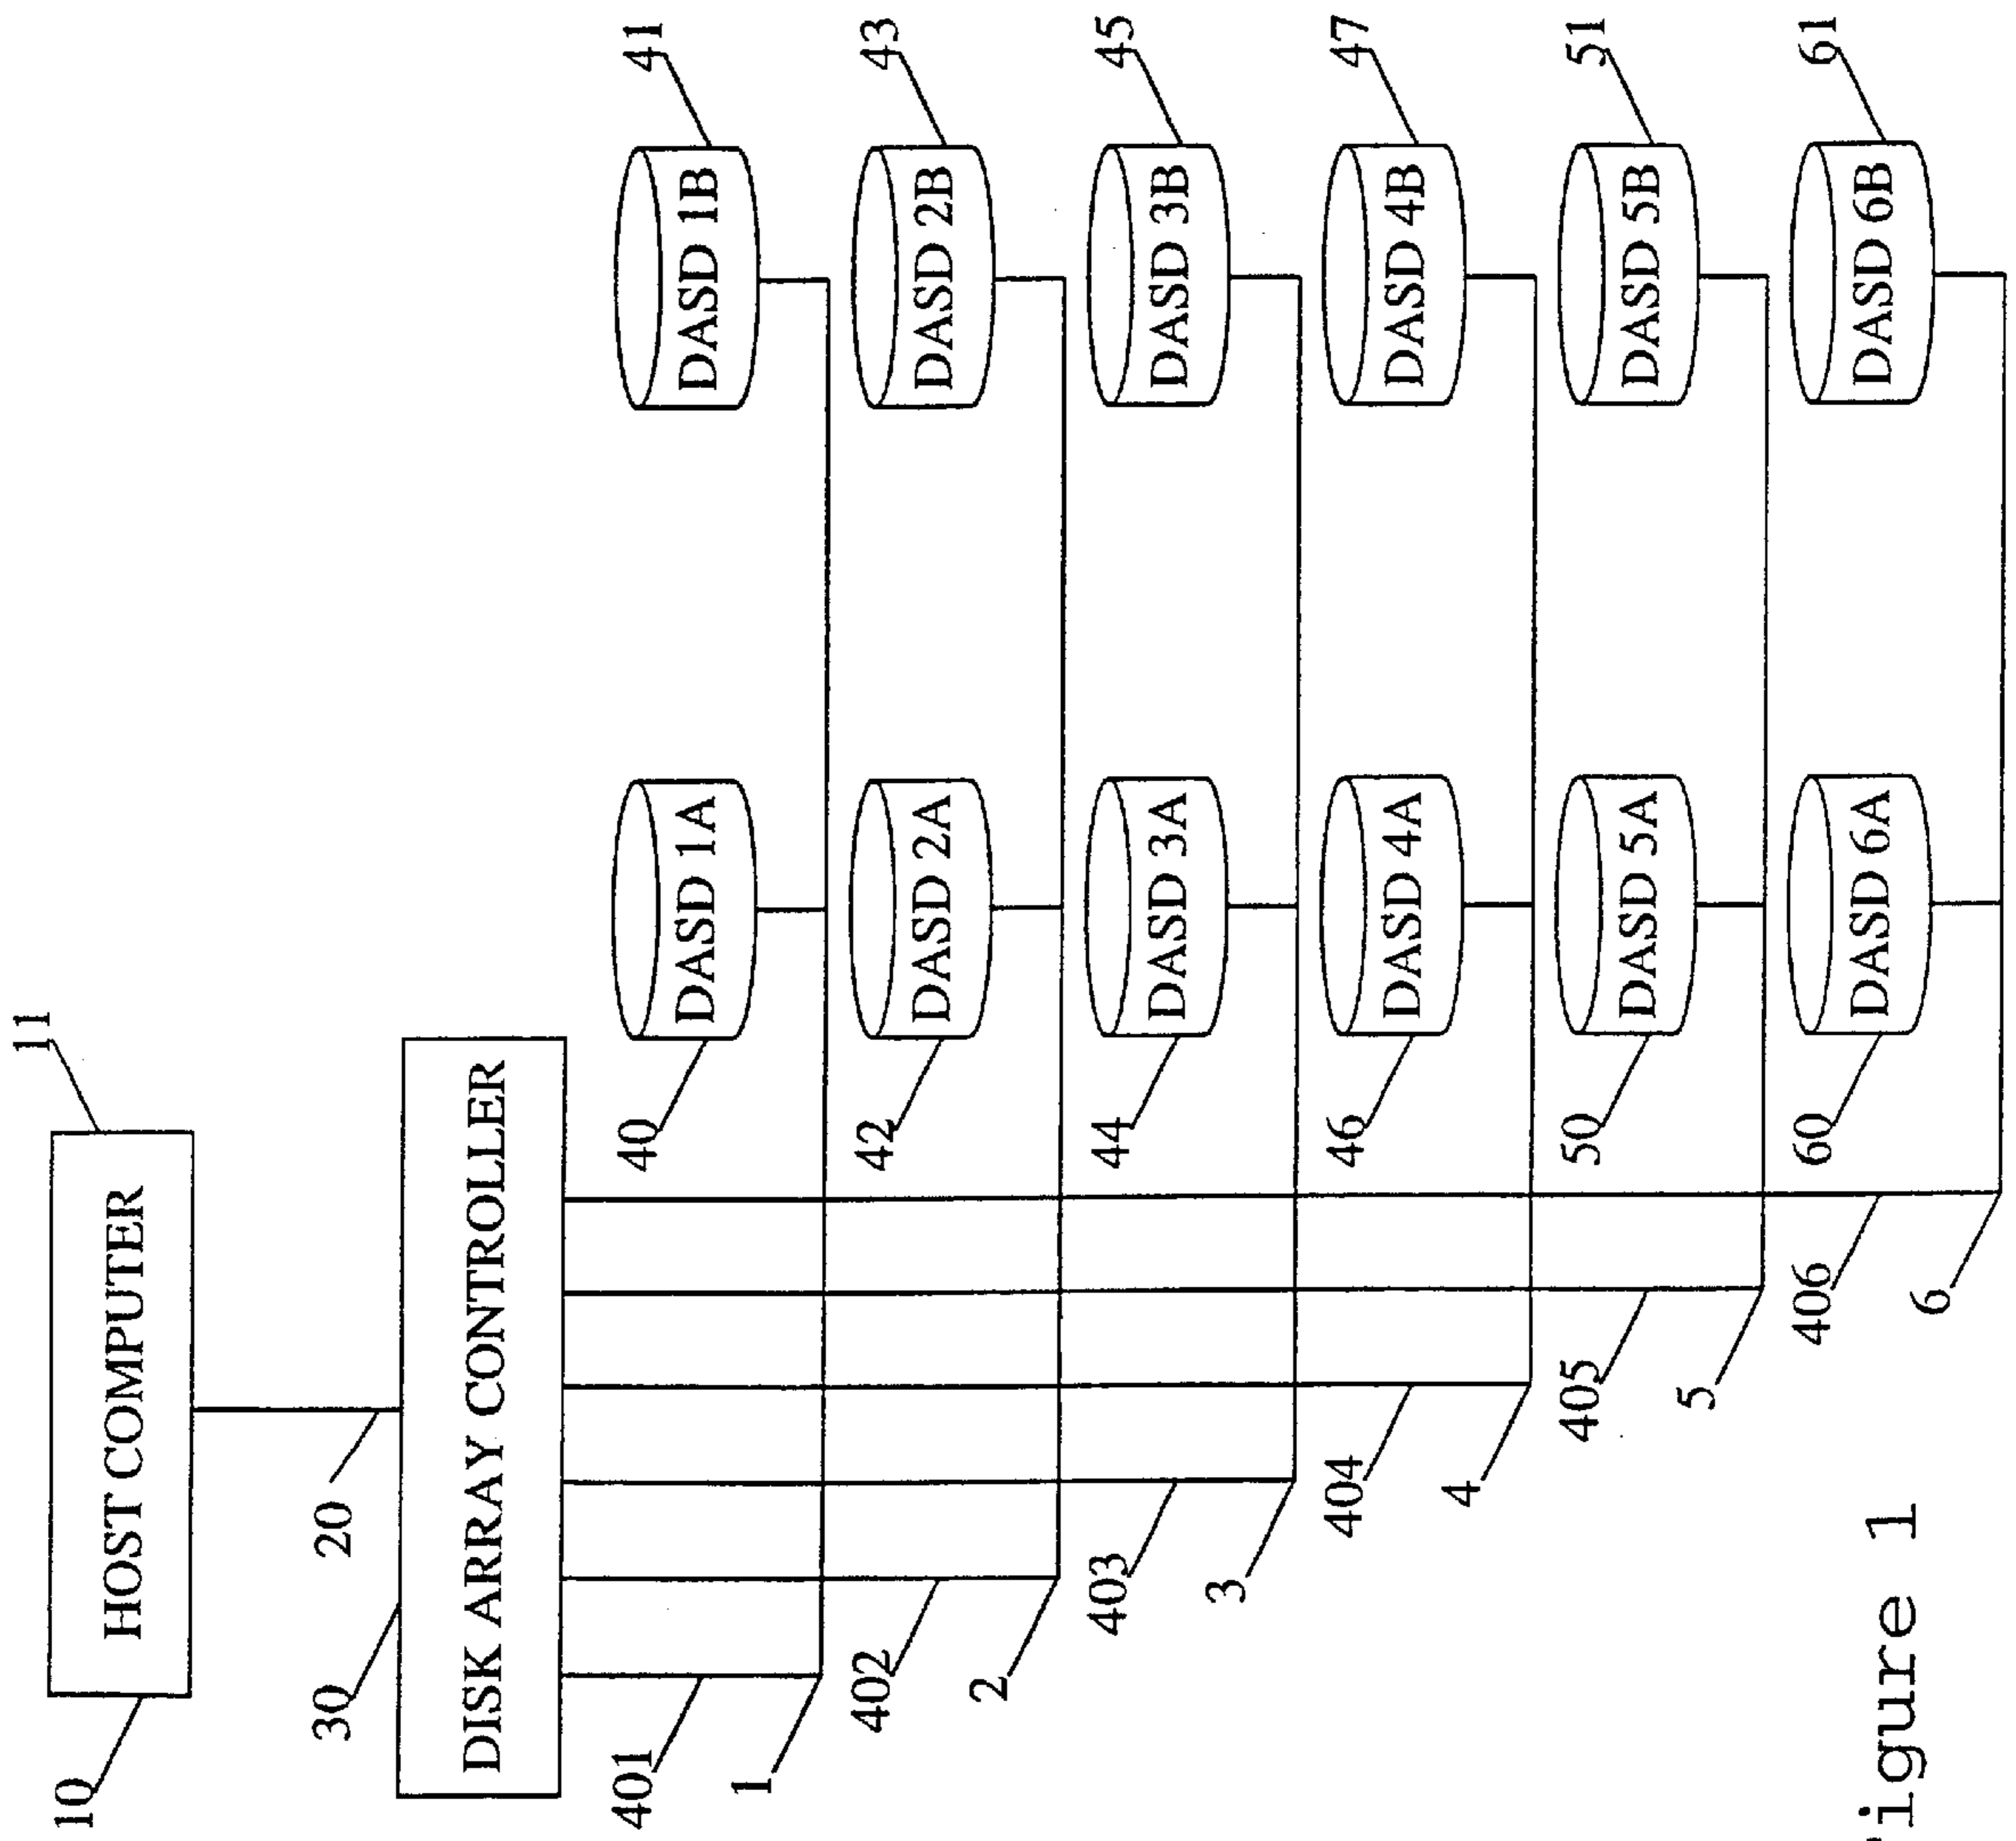 10
HOST COMPUTER
11
20
30
DISK ARRAY CONTROLLER
401
1
40
DASD 1A
DASD 1B
41
402
2
42
DASD 2A
DASD 2B
43
403
3
44
DASD 3A
DASD 3B
45
404
4
46
DASD 4A
DASD 4B
47
405
5
50
DASD 5A
DASD 5B
51
406
6
60
DASD 6A
DASD 6B
61
igure 1